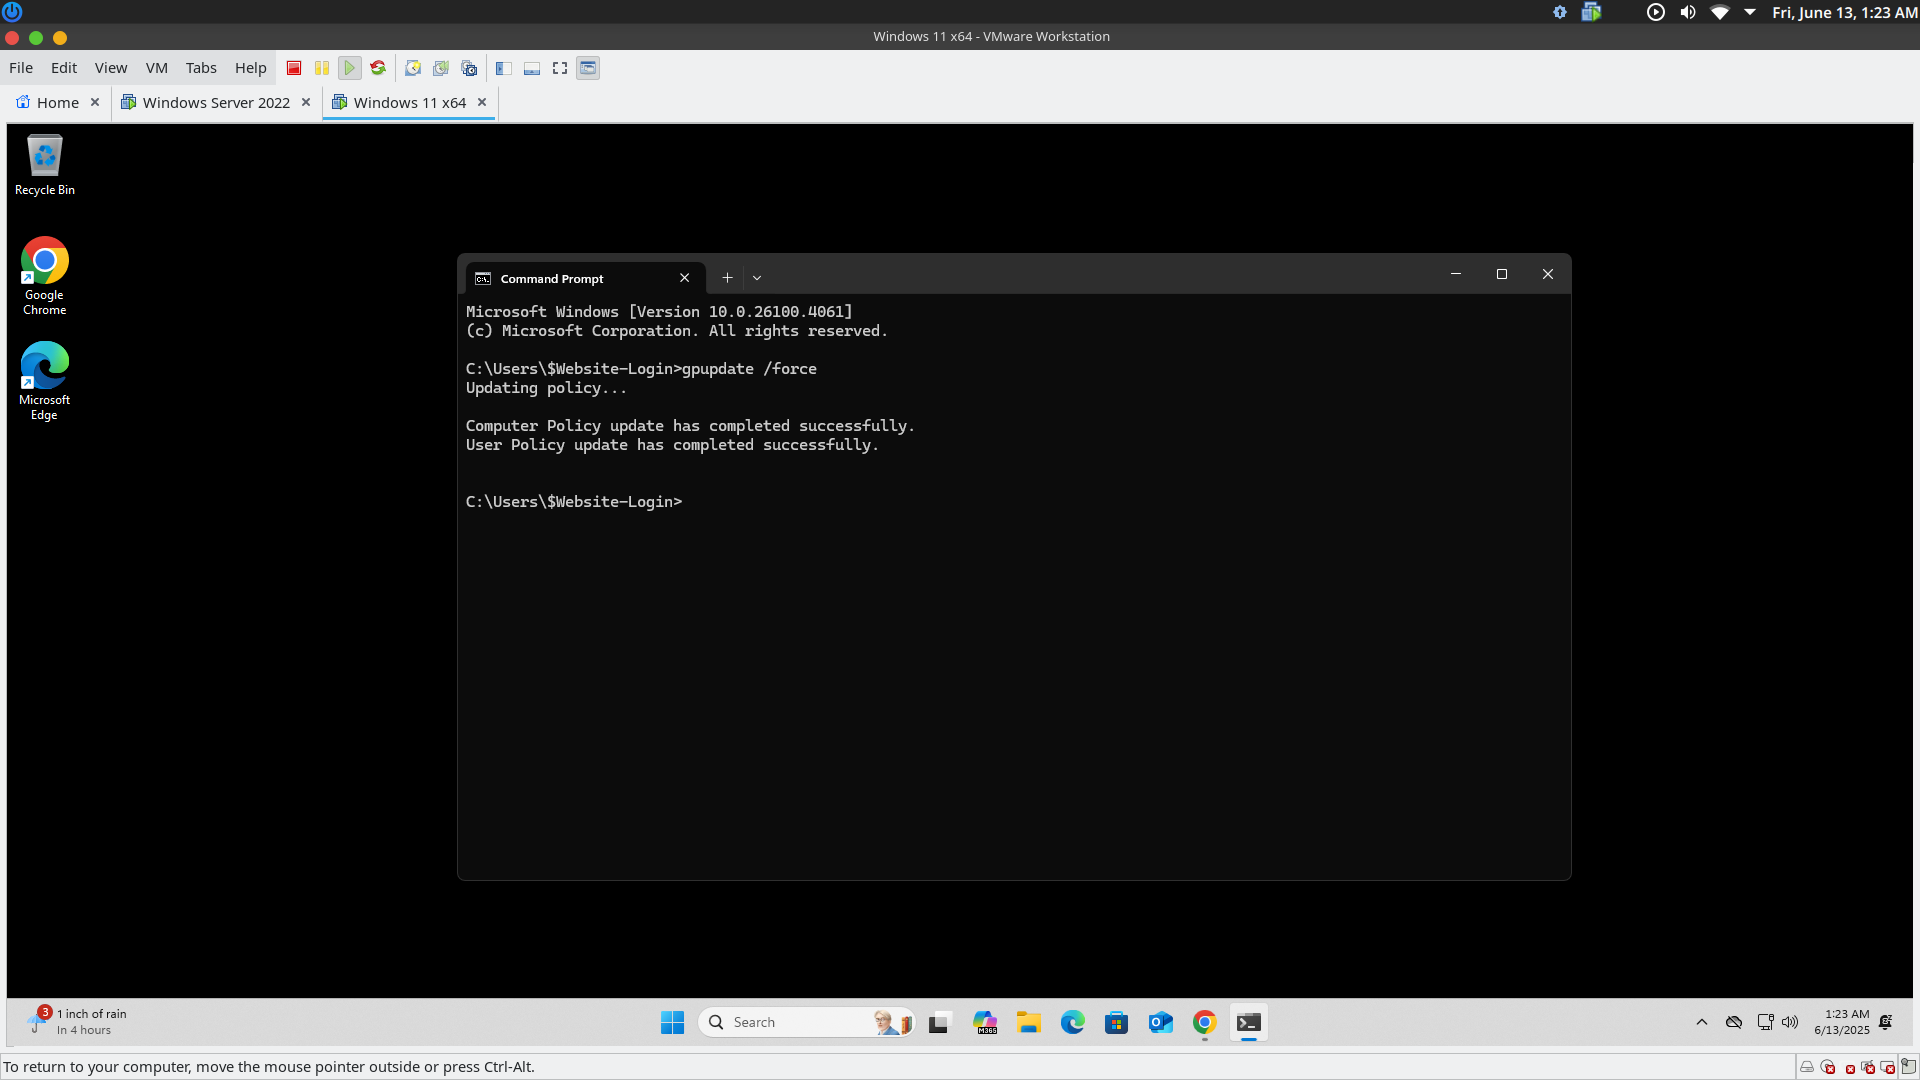 Fri, June 13, 1:23 AM
Windows 11 x64 - VMware Workstation
File Edit View VM Tabs Help
Home Windows Server 2022 Windows 11 x64
Recycle Bin
Google
Chrome
Microsoft
Edge
Command Prompt
Microsoft Windows [Version 10.0.26100.4061]
(c) Microsoft Corporation. All rights reserved.
C:\Users\$Website-Login>gpupdate /force
Updating policy...
Computer Policy update has completed successfully.
User Policy update has completed successfully.
C:\Users\$Website-Login>
3
1 inch of rain
In 4 hours
Search
M365
1:23 AM
6/13/2025
To return to your computer, move the mouse pointer outside or press Ctrl-Alt.